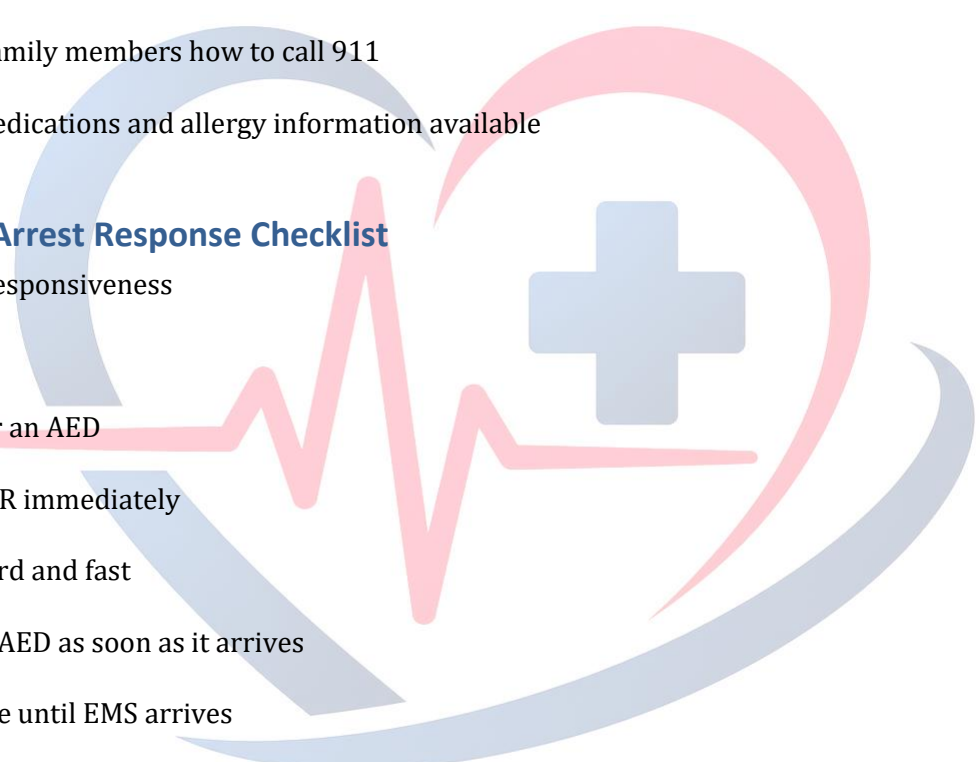 amily members how to call 911
edications and allergy information available
Arrest Response Checklist
esponsiveness
r an AED
R immediately
rd and fast
AED as soon as it arrives
e until EMS arrives